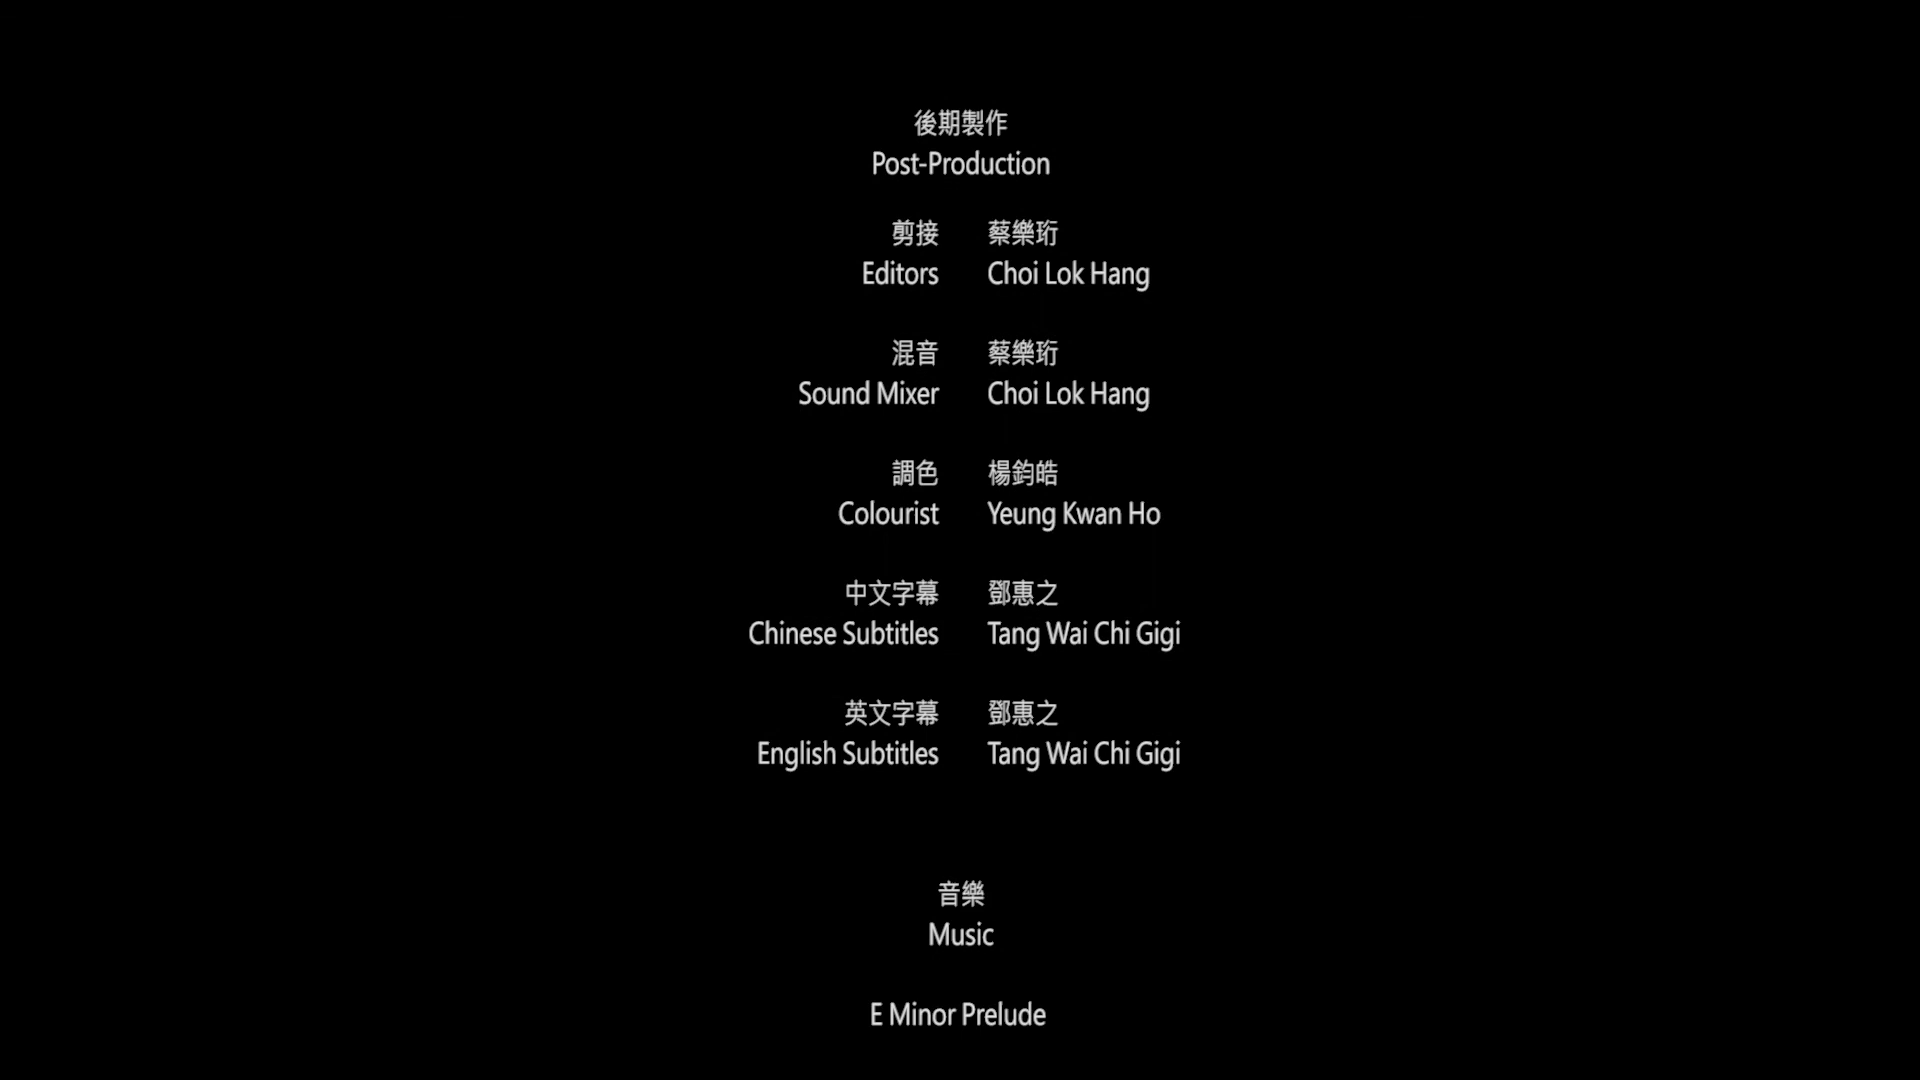 後期製作
Post-Production
剪接 蔡樂珩
Editors Choi Lok Hang
混音 蔡樂珩
Sound Mixer Choi Lok Hang
調色 楊鈞皓
Colourist Yeung Kwan Ho
中文字幕 鄧惠之
Chinese Subtitles Tang Wai Chi Gigi
英文字幕 鄧惠之
English Subtitles Tang Wai Chi Gigi
音樂
Music
E Minor Prelude